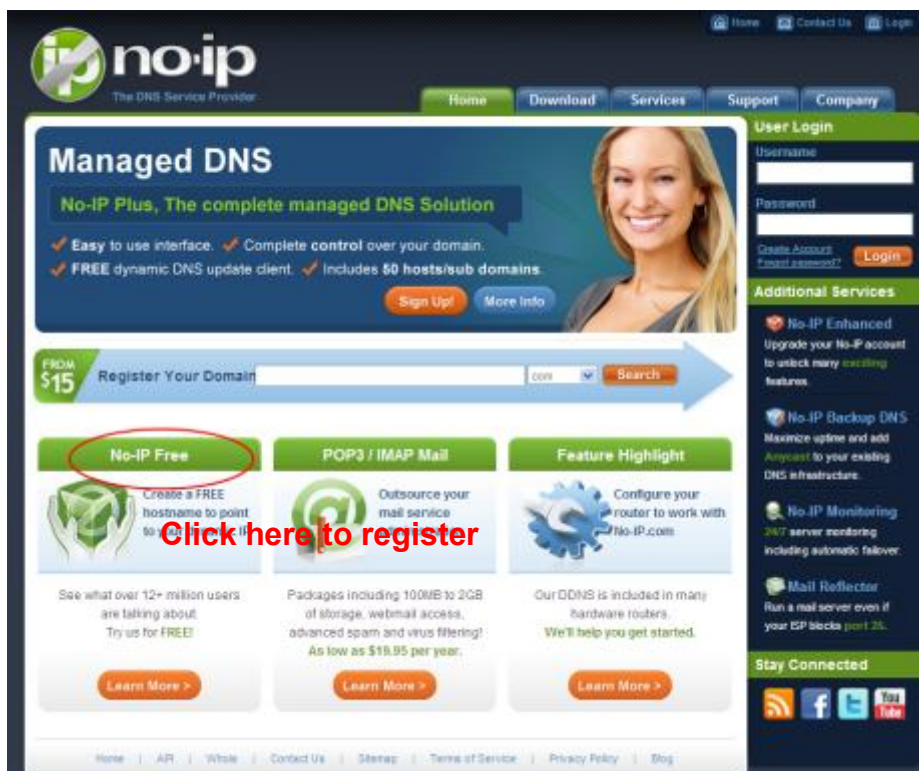 Home Contact Us Login
ip no·ip
The DNS Service Provider
Home Download Services Support Company
Managed DNS
No-IP Plus, The complete managed DNS Solution
Easy to use interface. Complete control over your domain.
FREE dynamic DNS update client. Includes 50 hosts/sub domains.
Sign Up! More Info
User Login
Username
Password
Create Account
Forgot password?
Login
FROM
$15
Register Your Domain
com
Search
Additional Services
No-IP Enhanced
Upgrade your No-IP account
to unlock many exciting
features.
No-IP Backup DNS
Maximize uptime and add
Anycast to your existing
DNS infrastructure.
No-IP Monitoring
24/7 server monitoring
including automatic failover.
Mail Reflector
Run a mail server even if
your ISP blocks port 25.
Stay Connected
You
Tube
No-IP Free
Create a FREE
hostname to point
to your IP
Click here to register
See what over 12+ million users
are talking about.
Try us for FREE!
Learn More >
POP3 / IMAP Mail
Outsource your
mail service
Packages including 100MB to 2GB
of storage, webmail access,
advanced spam and virus filtering!
As low as $19.95 per year.
Learn More >
Feature Highlight
Configure your
router to work with
No-IP.com
Our DDNS is included in many
hardware routers.
We'll help you get started.
Learn More >
Home | API | Whois | Contact Us | Sitemap | Terms of Service | Privacy Policy | Blog